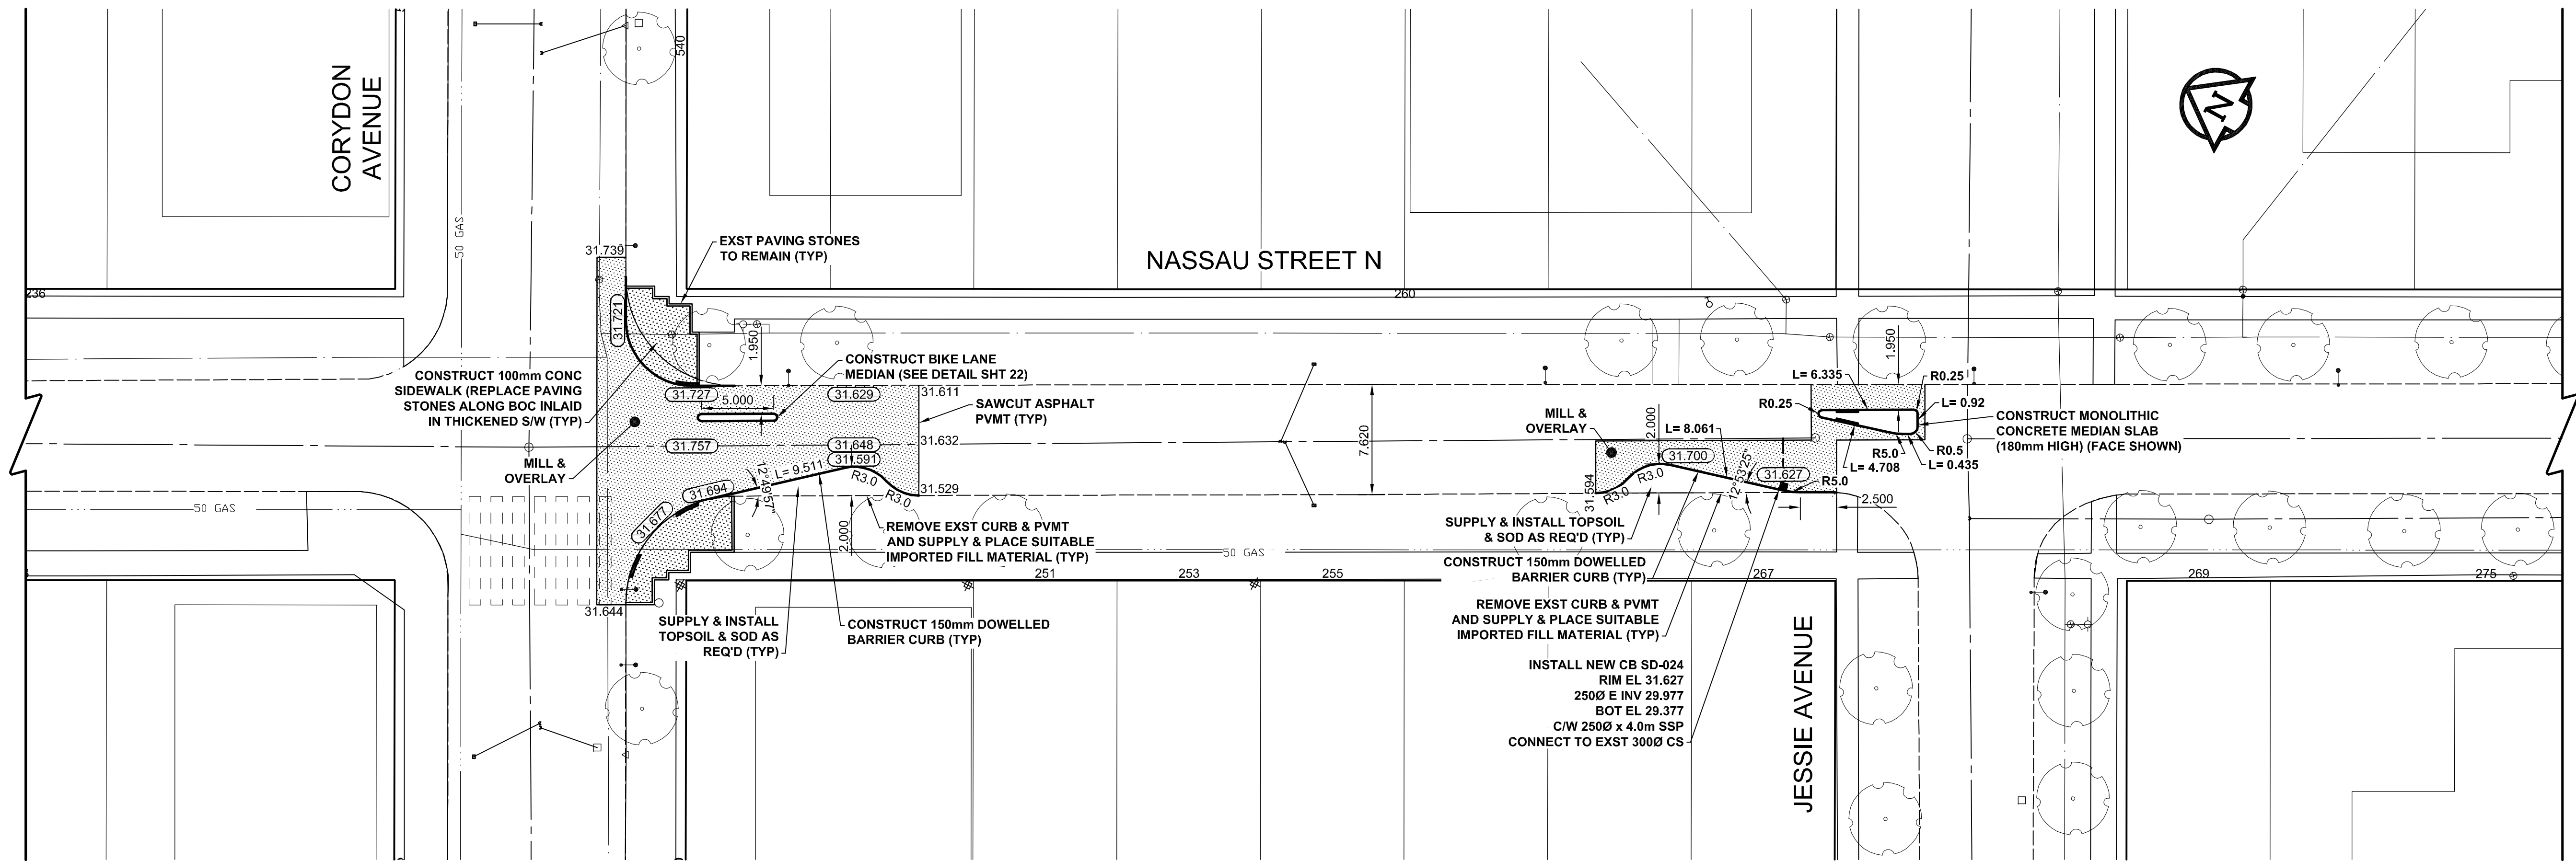 CORYDON
AVENUE
540
50 GAS
N
NASSAU STREET N
EXST PAVING STONES
TO REMAIN (TYP)
31.739
236
260
31.721
1.950
CONSTRUCT BIKE LANE
MEDIAN (SEE DETAIL SHT 22)
CONSTRUCT 100mm CONC
SIDEWALK (REPLACE PAVING
STONES ALONG BOC INLAID
IN THICKENED S/W (TYP)
31.727
5.000
31.629
31.611
SAWCUT ASPHALT
PVMT (TYP)
31.757
31.648
31.632
31.591
MILL &
OVERLAY
L= 9.511
12°49'57"
R3.0
R3.0
31.529
31.694
31.677
2.000
50 GAS
REMOVE EXST CURB & PVMT
AND SUPPLY & PLACE SUITABLE
IMPORTED FILL MATERIAL (TYP)
31.644
SUPPLY & INSTALL
TOPSOIL & SOD AS
REQ'D (TYP)
CONSTRUCT 150mm DOWELLED
BARRIER CURB (TYP)
50 GAS
251
253
255
7.620
MILL &
OVERLAY
2.000
L= 8.061
31.700
31.594
R3.0
R3.0
12°53'25"
31.627
R5.0
2.500
1.950
L= 6.335
R0.25
R0.25
L= 0.92
CONSTRUCT MONOLITHIC
CONCRETE MEDIAN SLAB
(180mm HIGH) (FACE SHOWN)
R0.5
R5.0
L= 0.435
L= 4.708
SUPPLY & INSTALL TOPSOIL
& SOD AS REQ'D (TYP)
CONSTRUCT 150mm DOWELLED
BARRIER CURB (TYP)
267
269
275
REMOVE EXST CURB & PVMT
AND SUPPLY & PLACE SUITABLE
IMPORTED FILL MATERIAL (TYP)
INSTALL NEW CB SD-024
RIM EL 31.627
250Ø E INV 29.977
BOT EL 29.377
C/W 250Ø x 4.0m SSP
CONNECT TO EXST 300Ø CS
JESSIE AVENUE